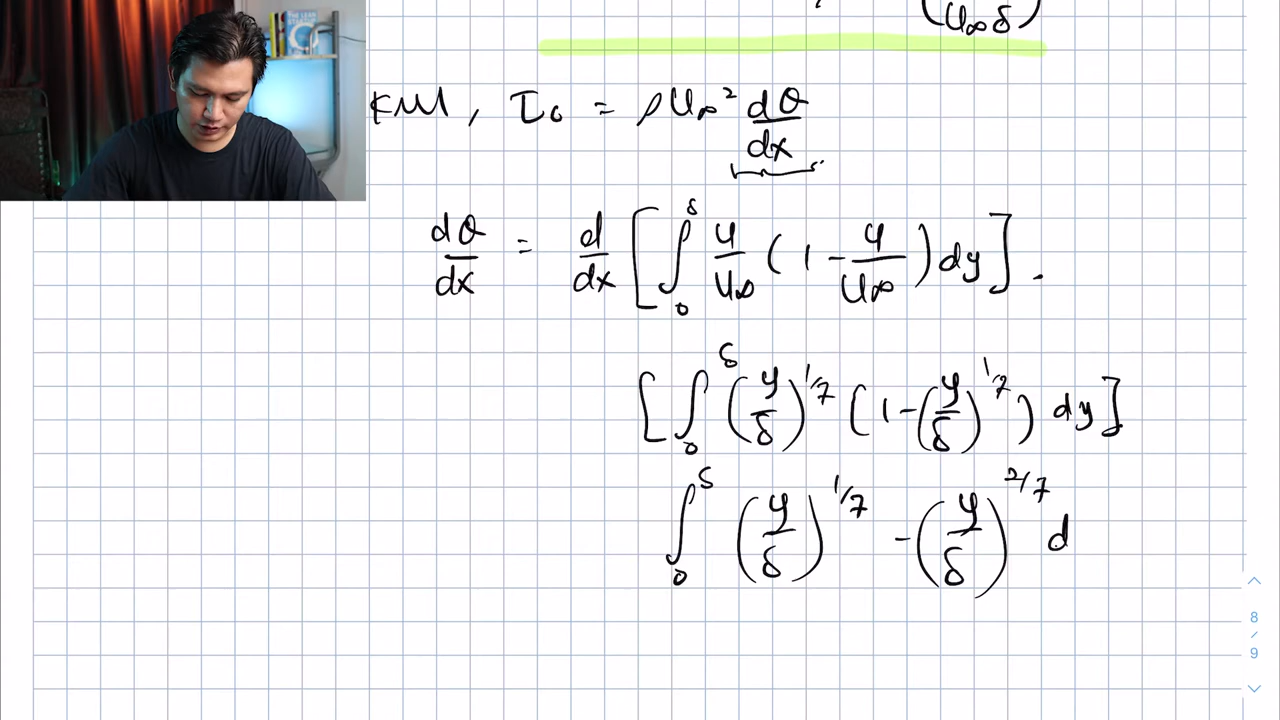 ( U∞ δ )
KMI, τ₀ = ρU∞² dθ/dx
dθ/dx = d/dx [ ∫₀^δ u/U∞ ( 1 - u/U∞ ) dy ] .
[ ∫₀^δ (y/δ)^1/7 ( 1 - (y/δ)^1/7 ) dy ]
∫₀^δ (y/δ)^1/7 - (y/δ)^2/7 d
8
/
9